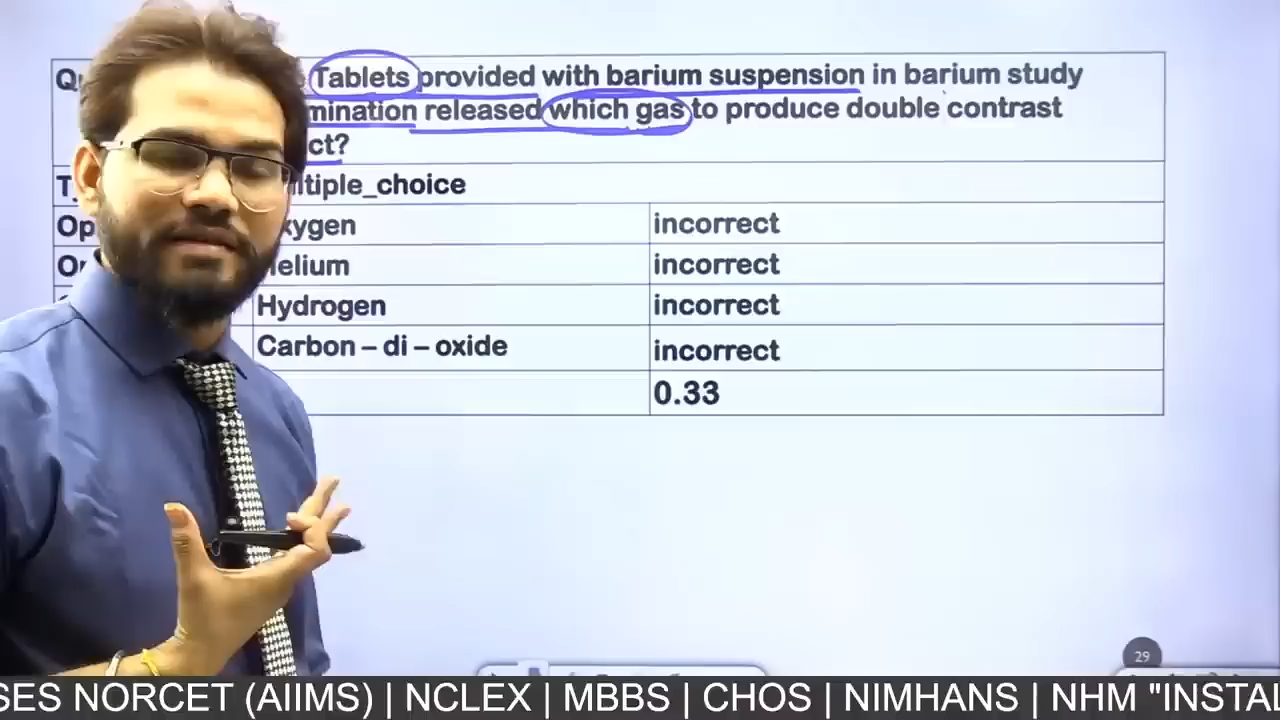 Tablets provided with barium suspension in barium study
mination released which gas to produce double contrast
ct?
ltiple_choice
Op xygen incorrect
elium incorrect
Hydrogen incorrect
Carbon – di – oxide incorrect
0.33
29
SES NORCET (AIIMS) | NCLEX | MBBS | CHOS | NIMHANS | NHM "INSTAL